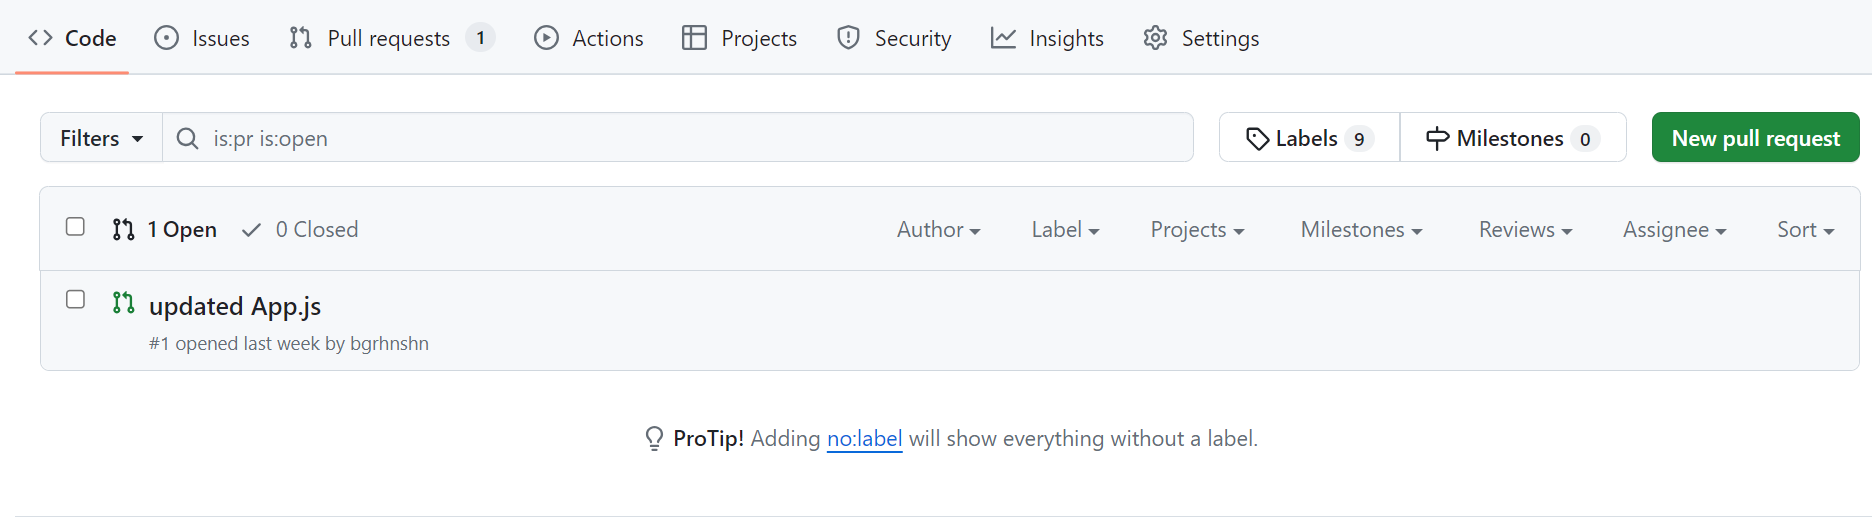 Code Issues Pull requests 1 Actions Projects Security Insights Settings
Filters is:pr is:open Labels 9 Milestones 0 New pull request
1 Open 0 Closed Author Label Projects Milestones Reviews Assignee Sort
updated App.js
#1 opened last week by bgrhnshn
ProTip! Adding no:label will show everything without a label.